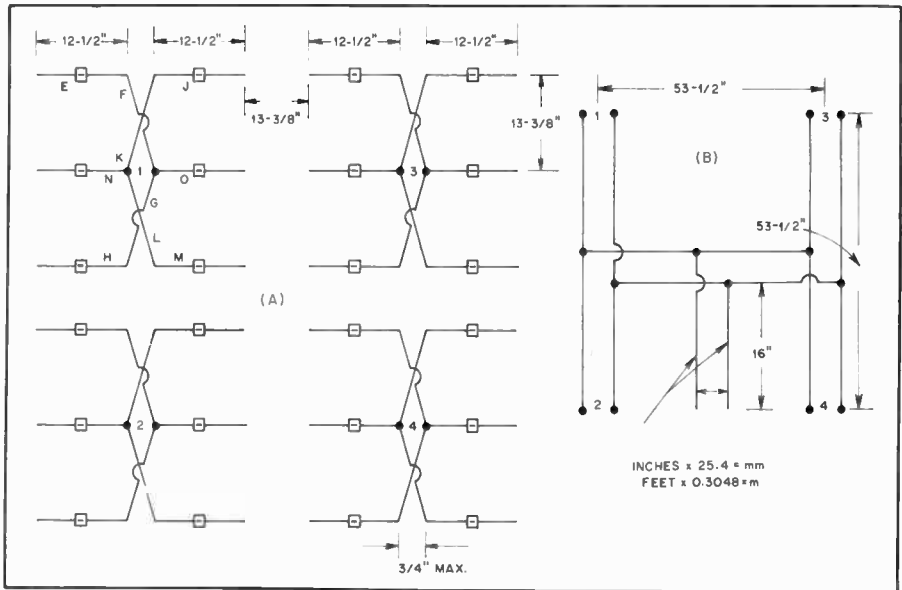 12-1/2" 12-1/2" 12-1/2" 12-1/2"
E F J
13-3/8" 13-3/8"
K 1 3
N O
G
L
H M
(A)
2 4
3/4" MAX.
53-1/2"
1 3
(B)
53-1/2"
16"
2 4
INCHES x 25.4 = mm
FEET x 0.3048 = m